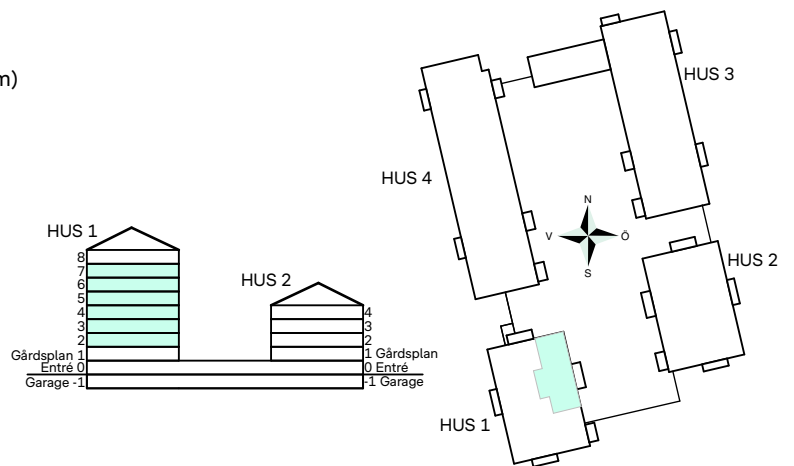 m)
HUS 1
8
7
6
5
4
3
2
Gårdsplan 1
Entré 0
Garage -1
HUS 2
4
3
2
1 Gårdsplan
0 Entré
-1 Garage
HUS 3
HUS 4
N
V Ö
S
HUS 2
HUS 1